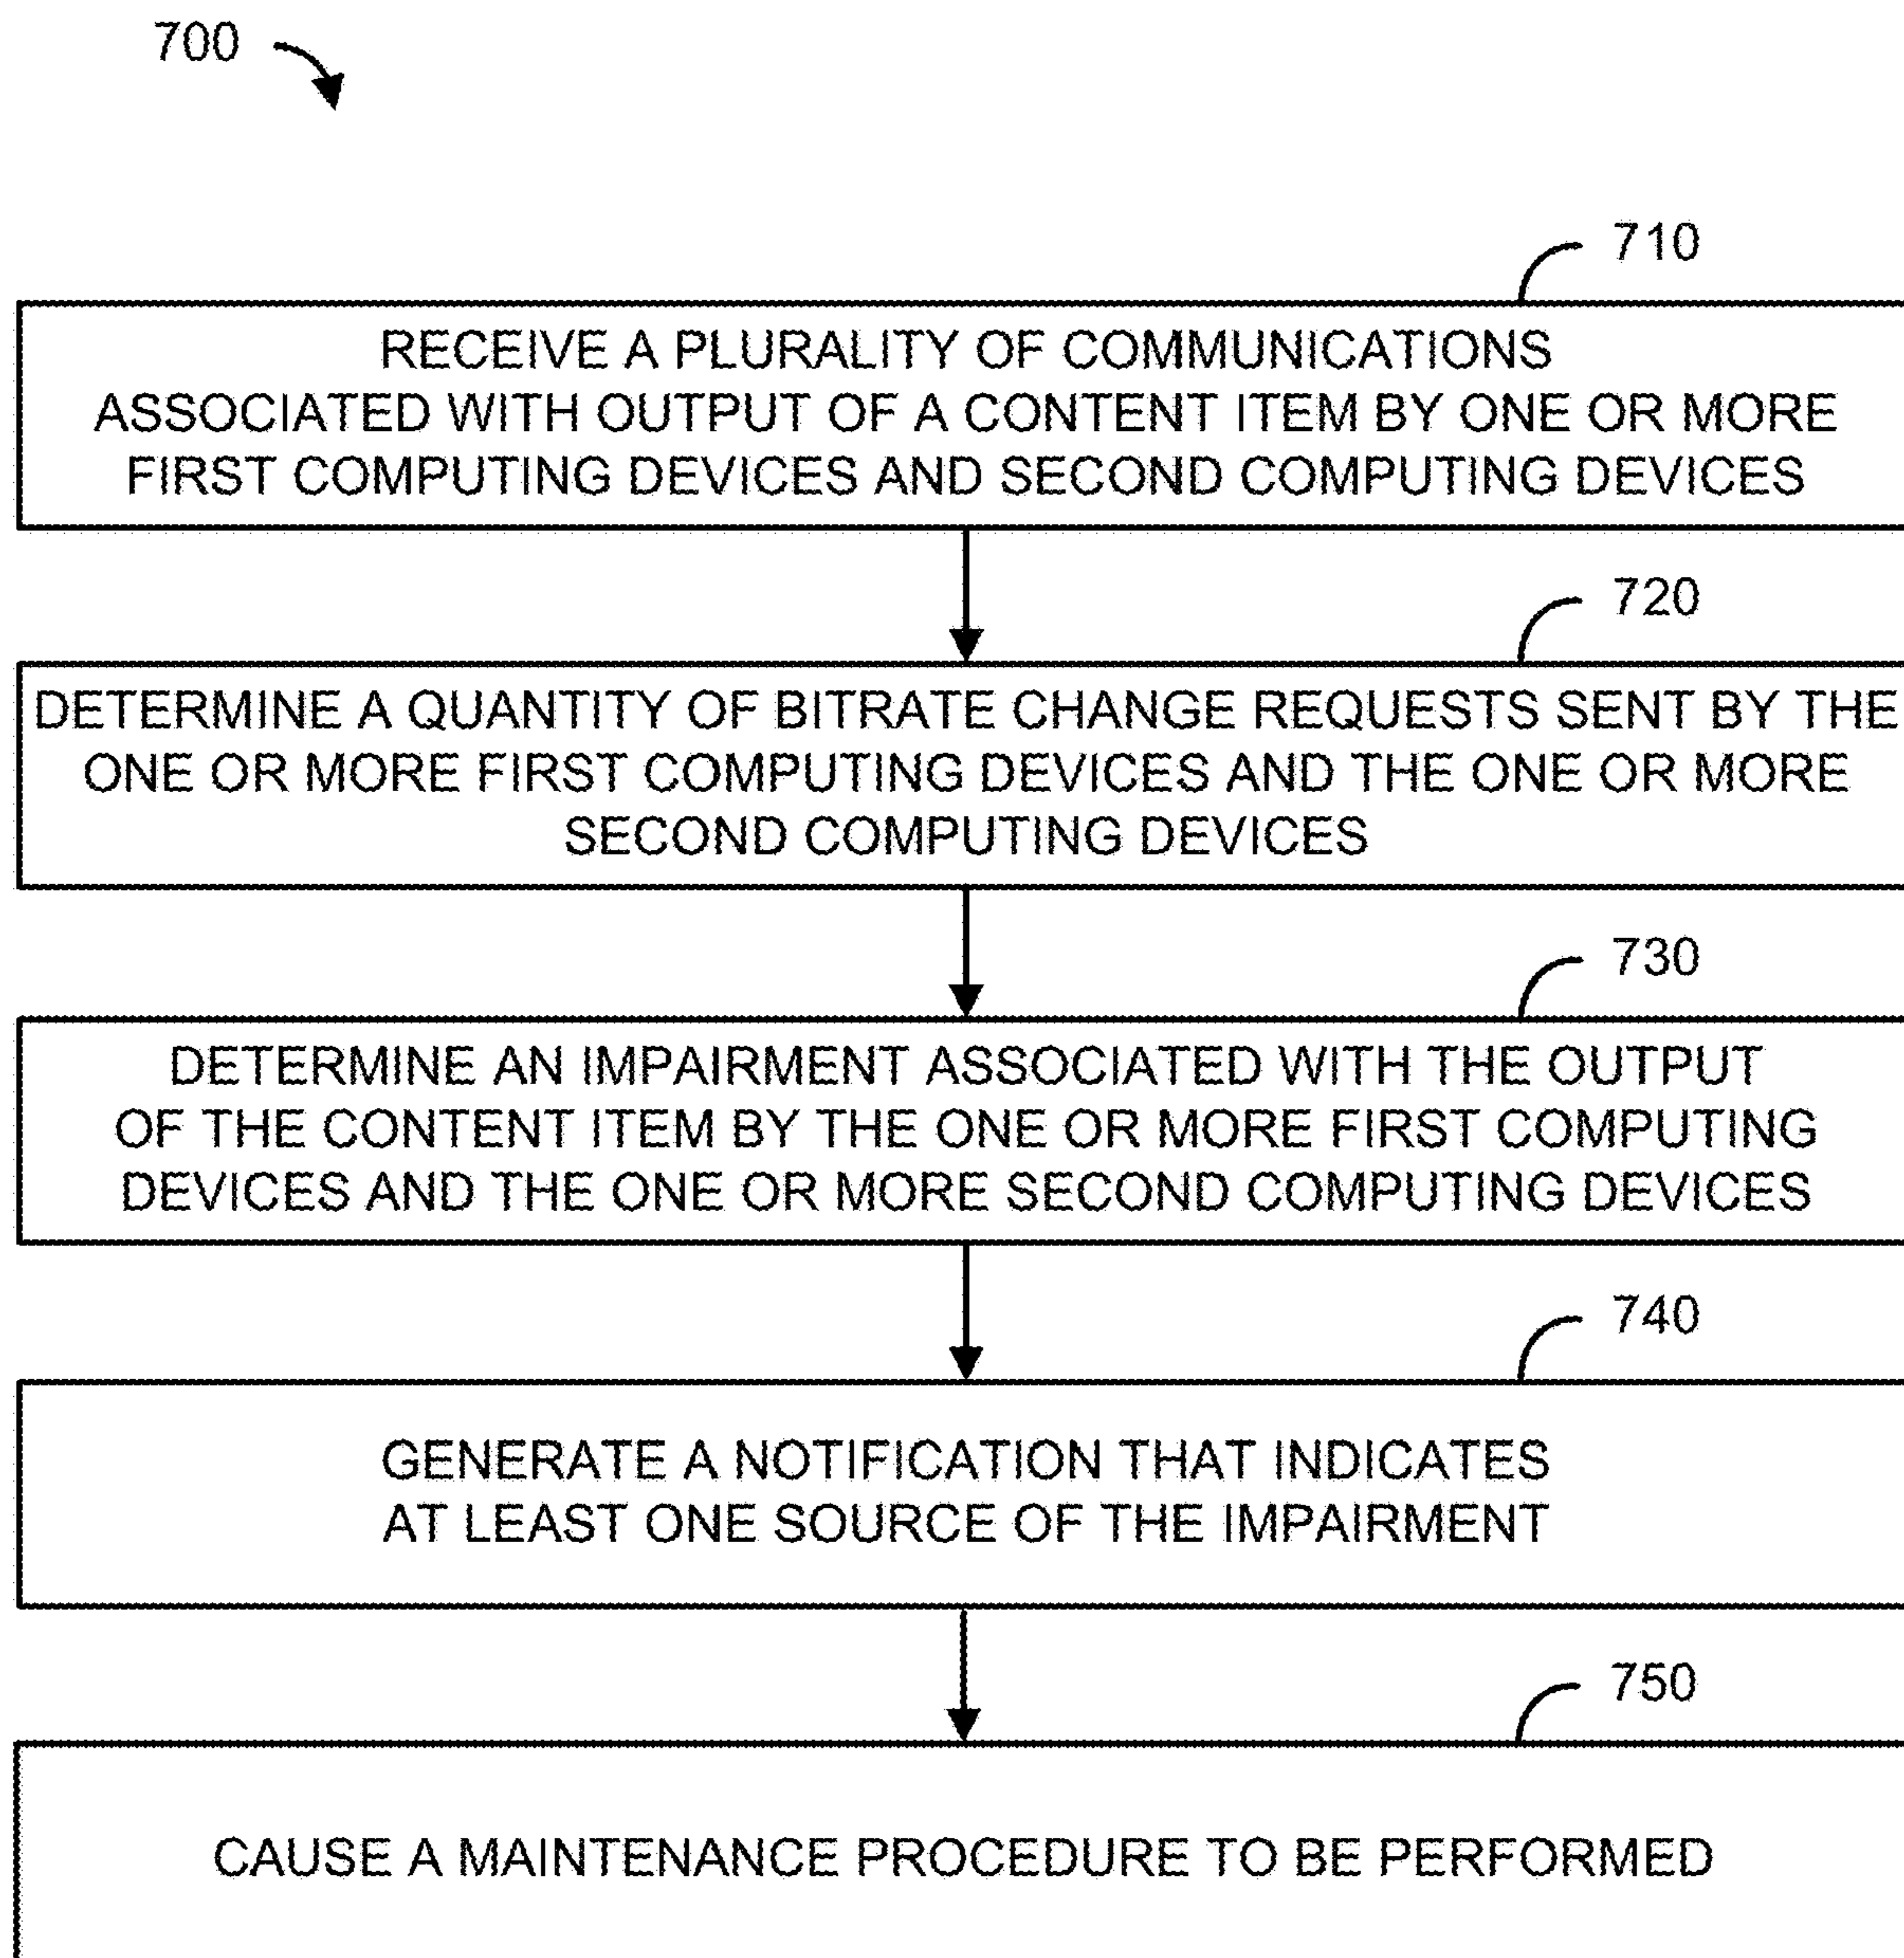 700
710
RECEIVE A PLURALITY OF COMMUNICATIONS
ASSOCIATED WITH OUTPUT OF A CONTENT ITEM BY ONE OR MORE
FIRST COMPUTING DEVICES AND SECOND COMPUTING DEVICES
720
DETERMINE A QUANTITY OF BITRATE CHANGE REQUESTS SENT BY THE
ONE OR MORE FIRST COMPUTING DEVICES AND THE ONE OR MORE
SECOND COMPUTING DEVICES
730
DETERMINE AN IMPAIRMENT ASSOCIATED WITH THE OUTPUT
OF THE CONTENT ITEM BY THE ONE OR MORE FIRST COMPUTING
DEVICES AND THE ONE OR MORE SECOND COMPUTING DEVICES
740
GENERATE A NOTIFICATION THAT INDICATES
AT LEAST ONE SOURCE OF THE IMPAIRMENT
750
CAUSE A MAINTENANCE PROCEDURE TO BE PERFORMED